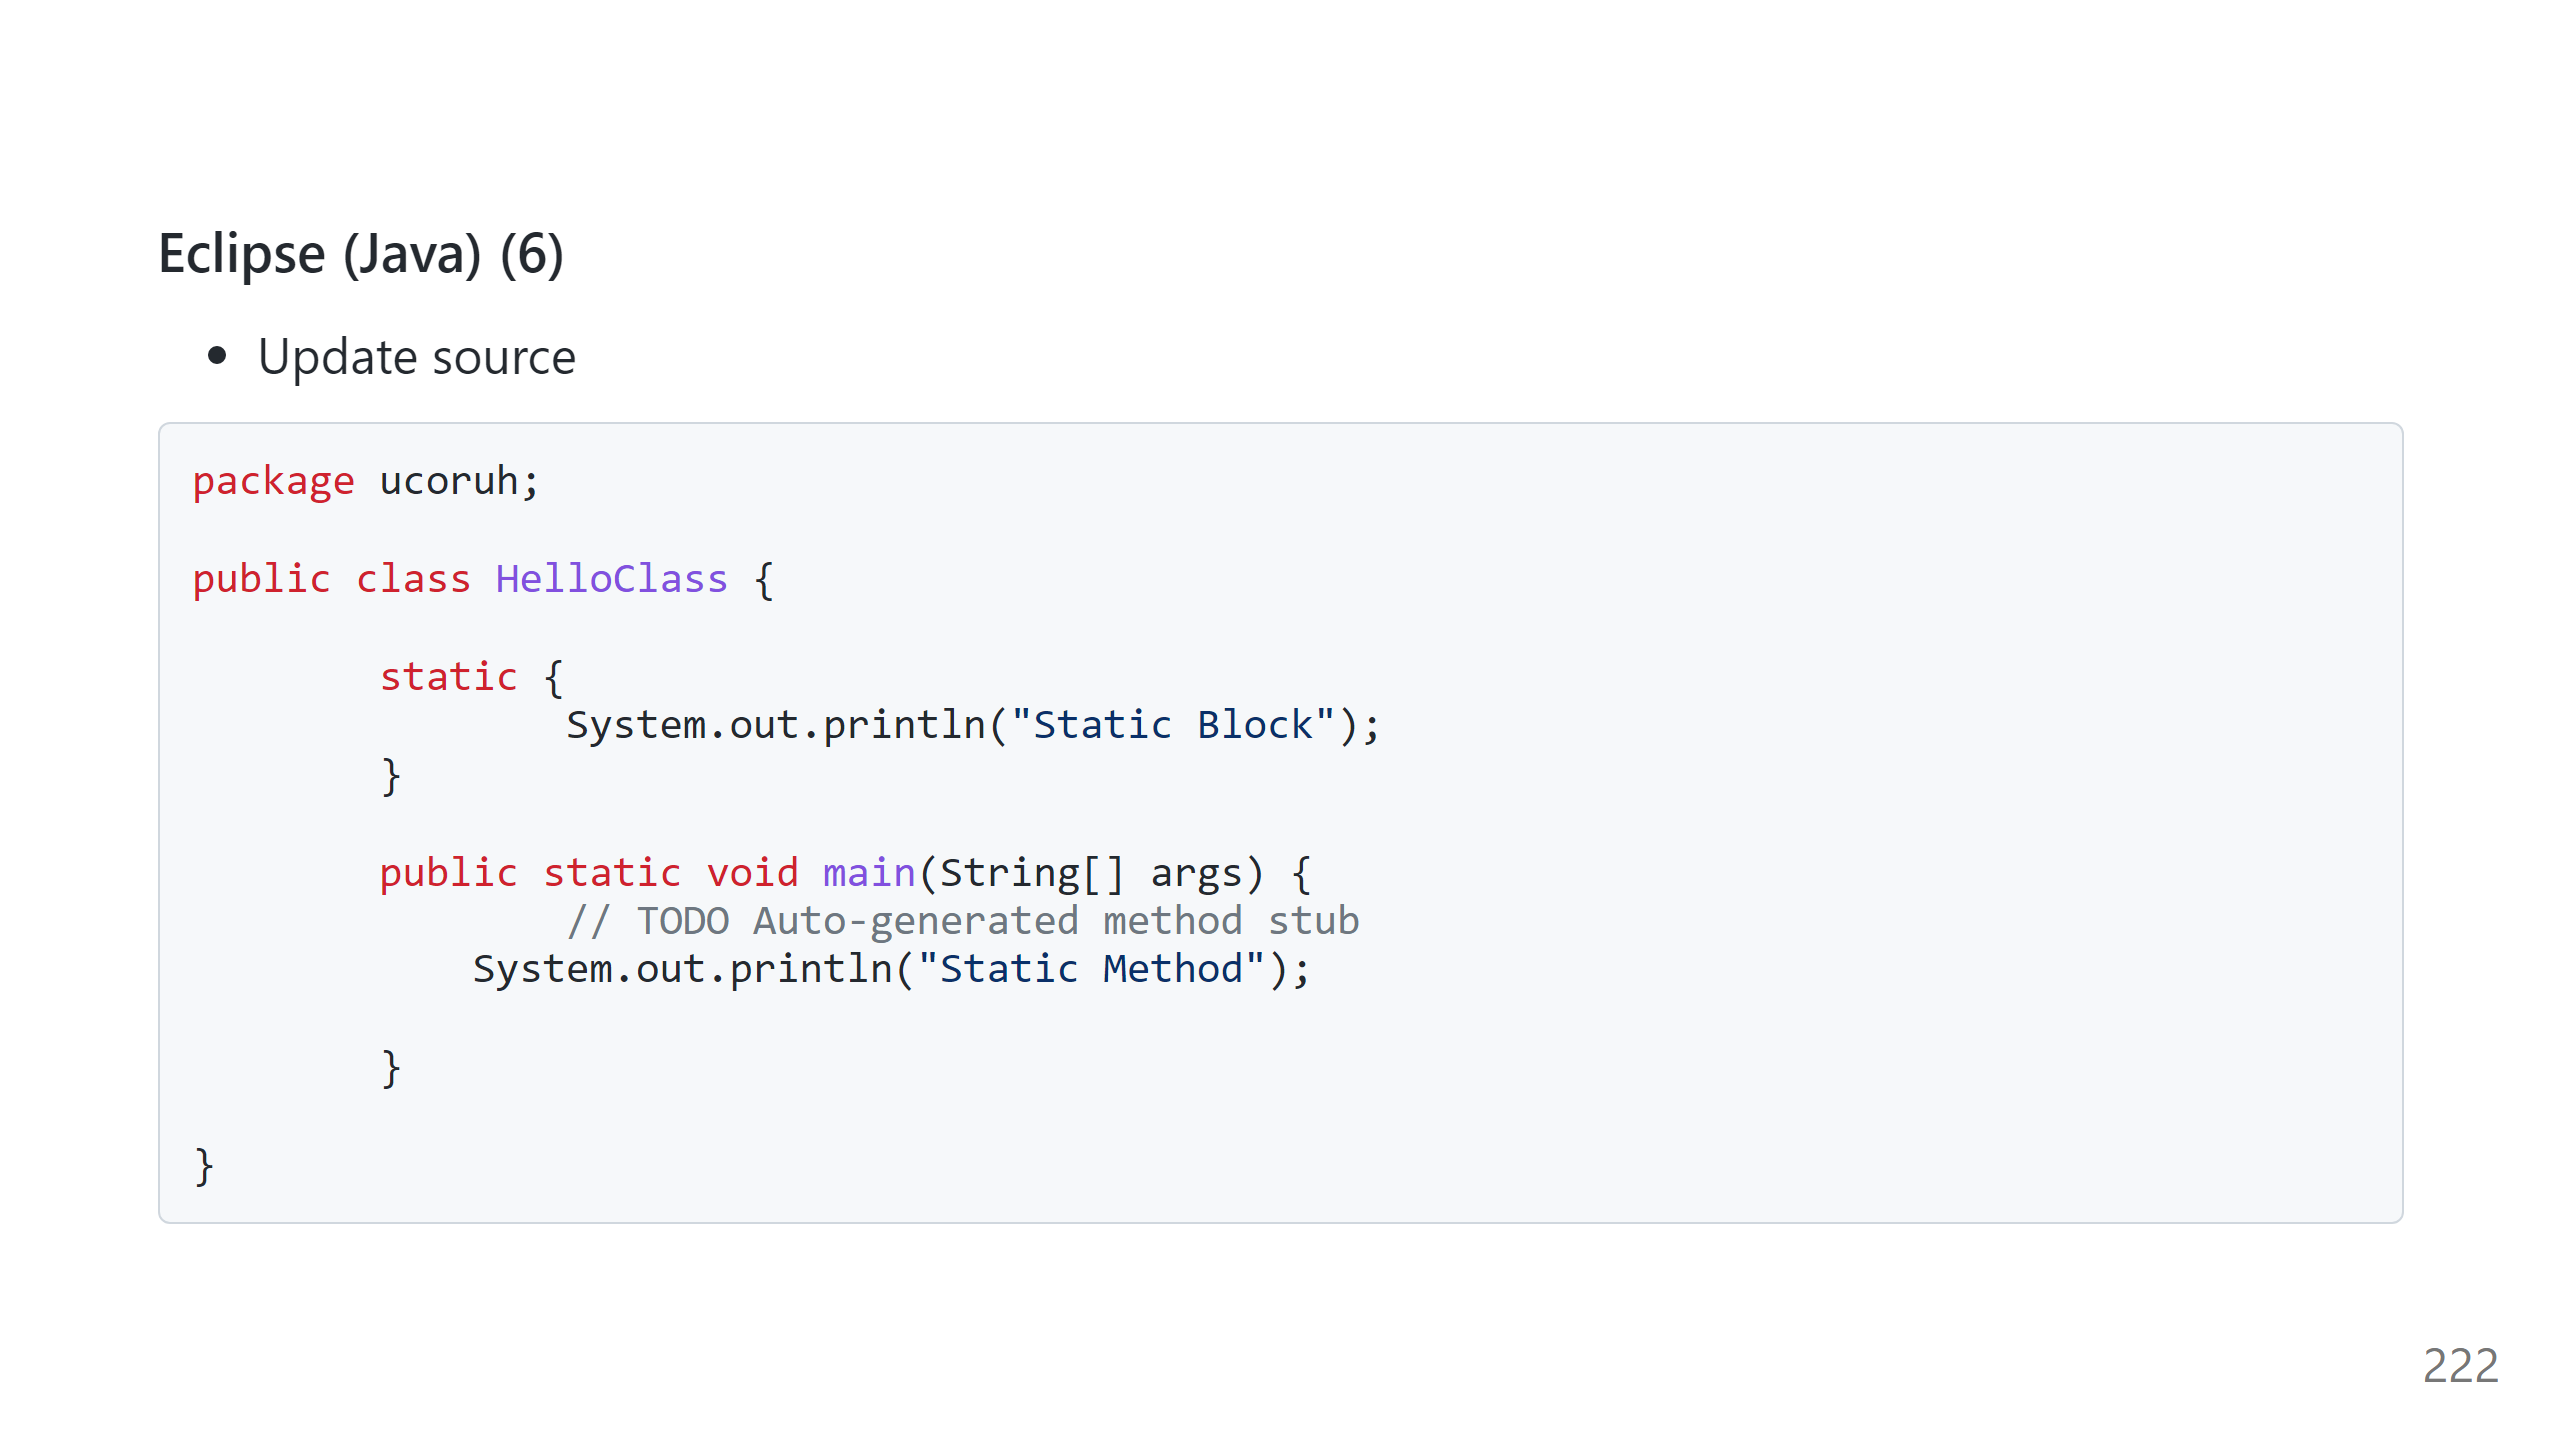 Eclipse (Java) (6)
• Update source
package ucoruh;
public class HelloClass {
static {
System.out.println("Static Block");
}
public static void main(String[] args) {
// TODO Auto-generated method stub
System.out.println("Static Method");
}
}
222